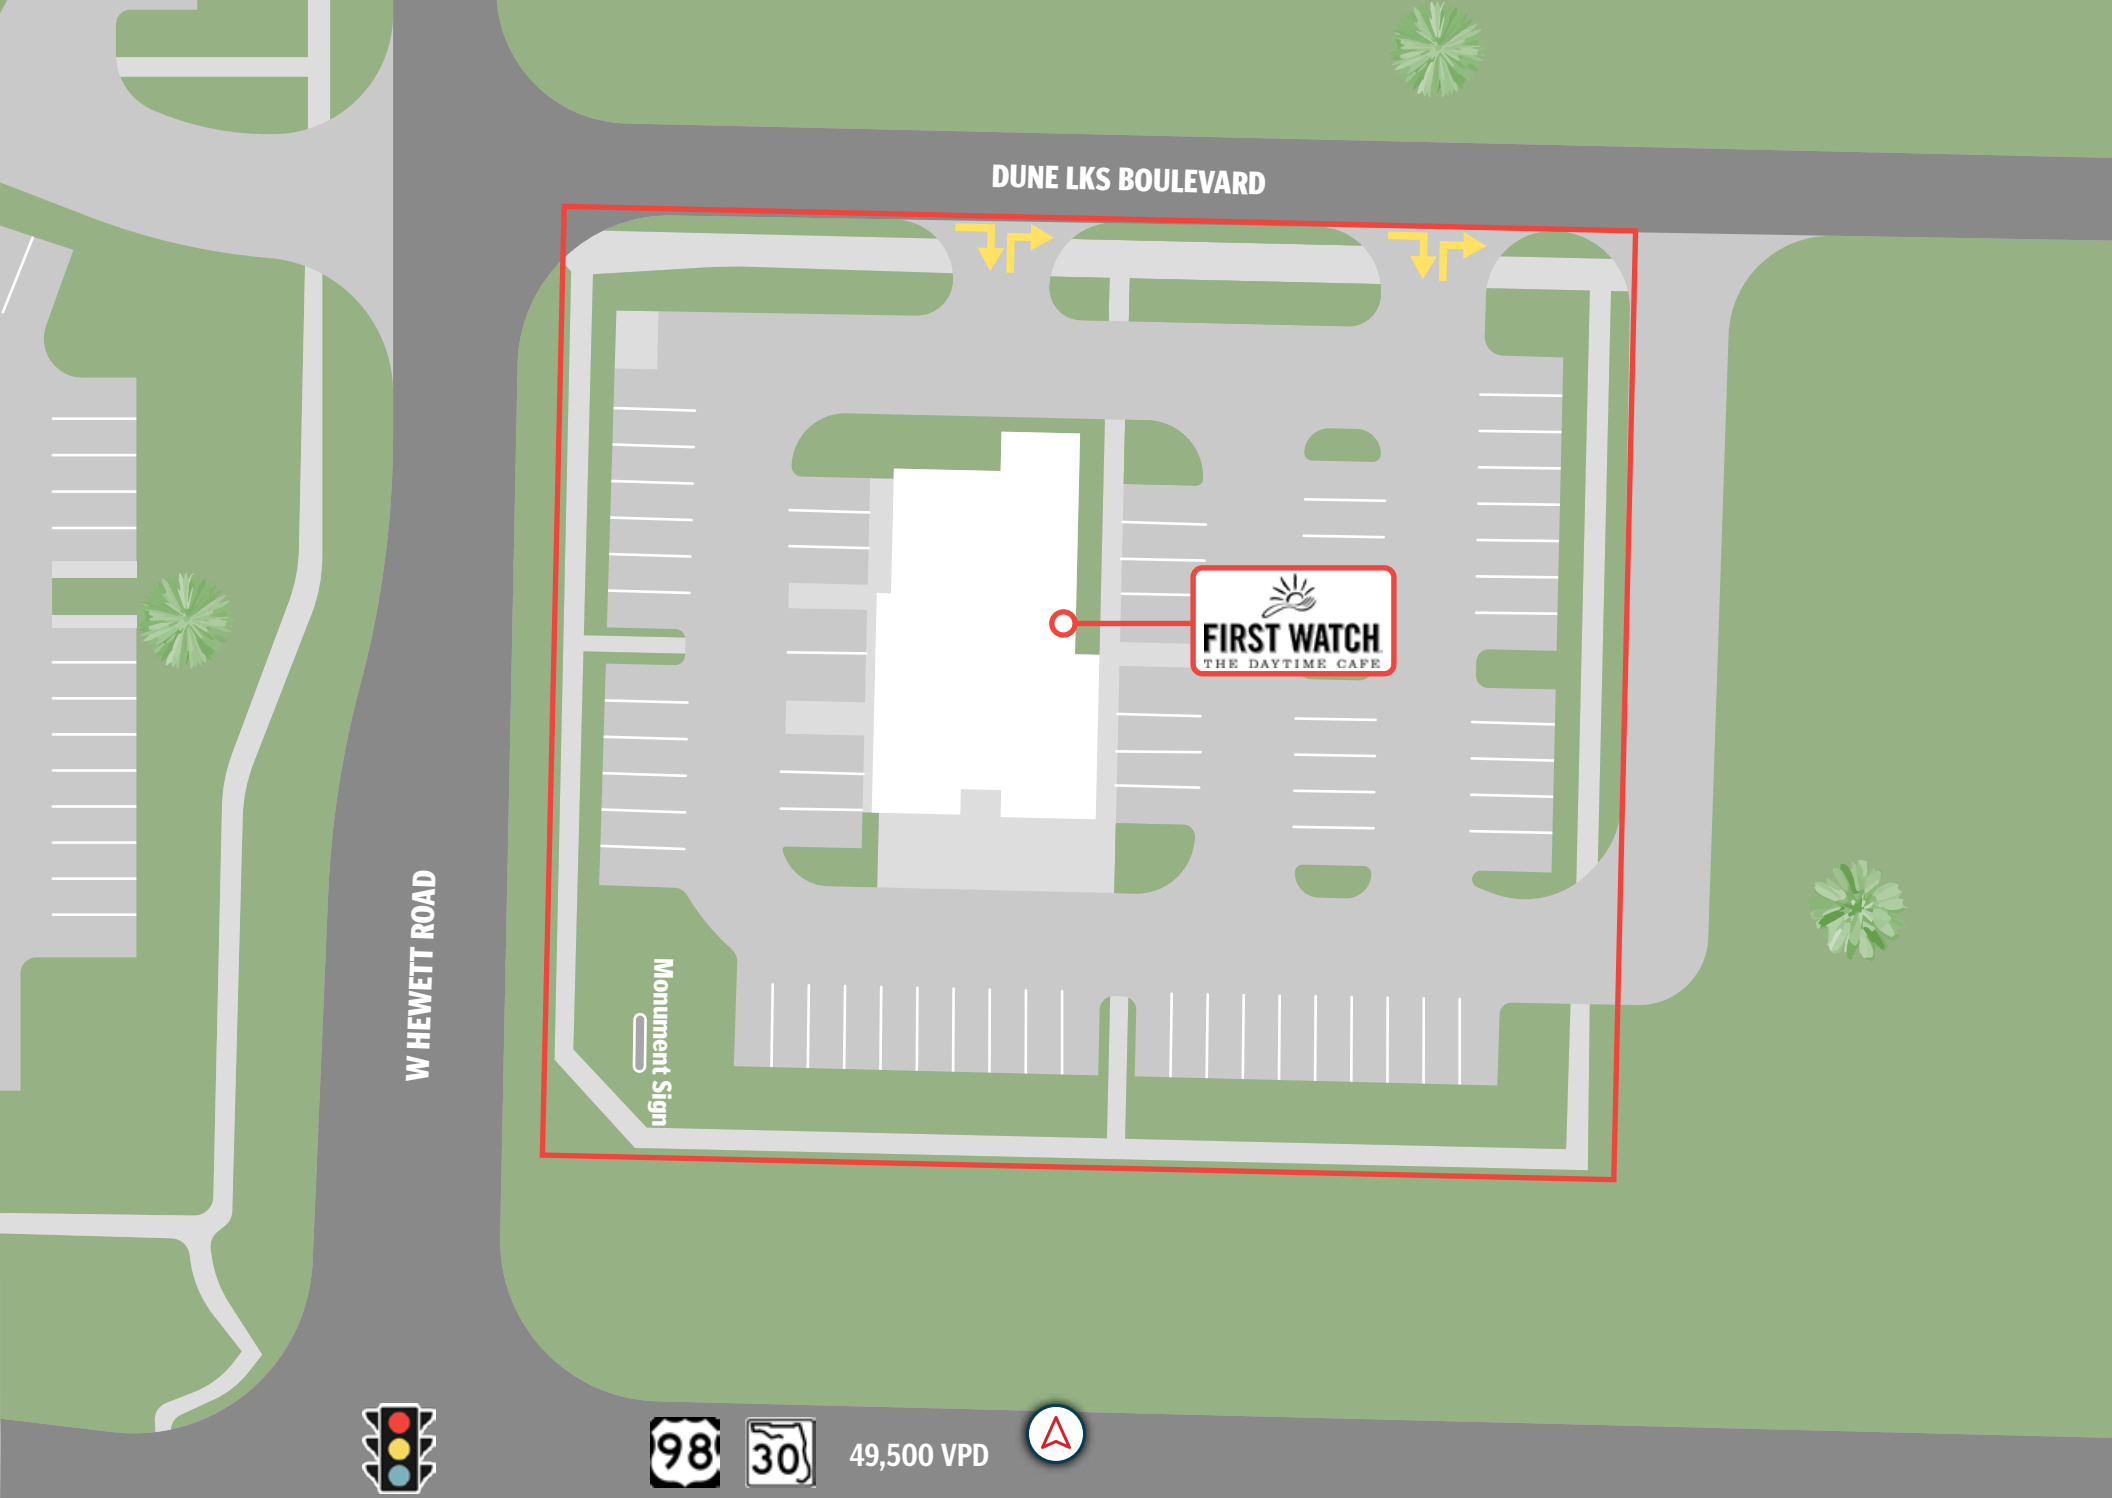 DUNE LKS BOULEVARD
FIRST WATCH
THE DAYTIME CAFE
W HEWETT ROAD
Monument Sign
98
30
49,500 VPD